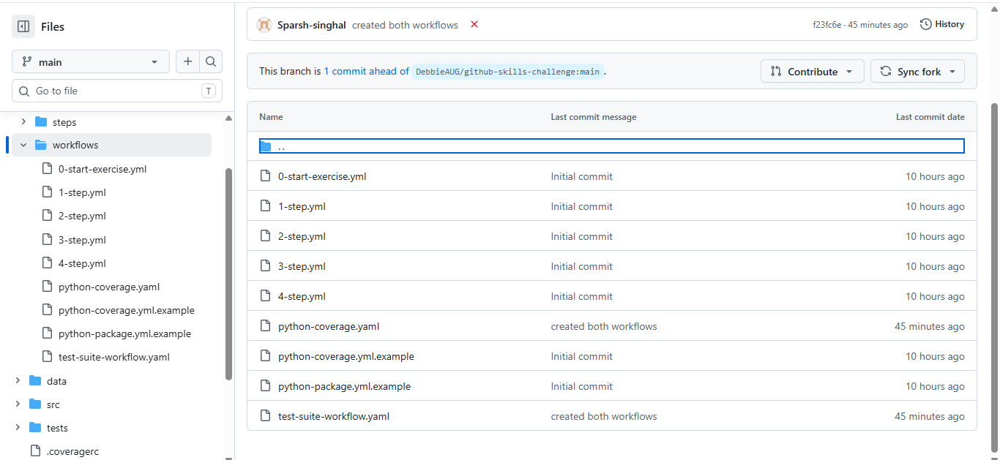 Files
main
Go to file
T
steps
workflows
0-start-exercise.yml
1-step.yml
2-step.yml
3-step.yml
4-step.yml
python-coverage.yaml
python-coverage.yml.example
python-package.yml.example
test-suite-workflow.yaml
data
src
tests
.coveragerc
Sparsh-singhal created both workflows
f23fc6e · 45 minutes ago History
This branch is 1 commit ahead of DebbieAUG/github-skills-challenge:main .
Contribute
Sync fork
Name Last commit message Last commit date
..
0-start-exercise.yml Initial commit 10 hours ago
1-step.yml Initial commit 10 hours ago
2-step.yml Initial commit 10 hours ago
3-step.yml Initial commit 10 hours ago
4-step.yml Initial commit 10 hours ago
python-coverage.yaml created both workflows 45 minutes ago
python-coverage.yml.example Initial commit 10 hours ago
python-package.yml.example Initial commit 10 hours ago
test-suite-workflow.yaml created both workflows 45 minutes ago